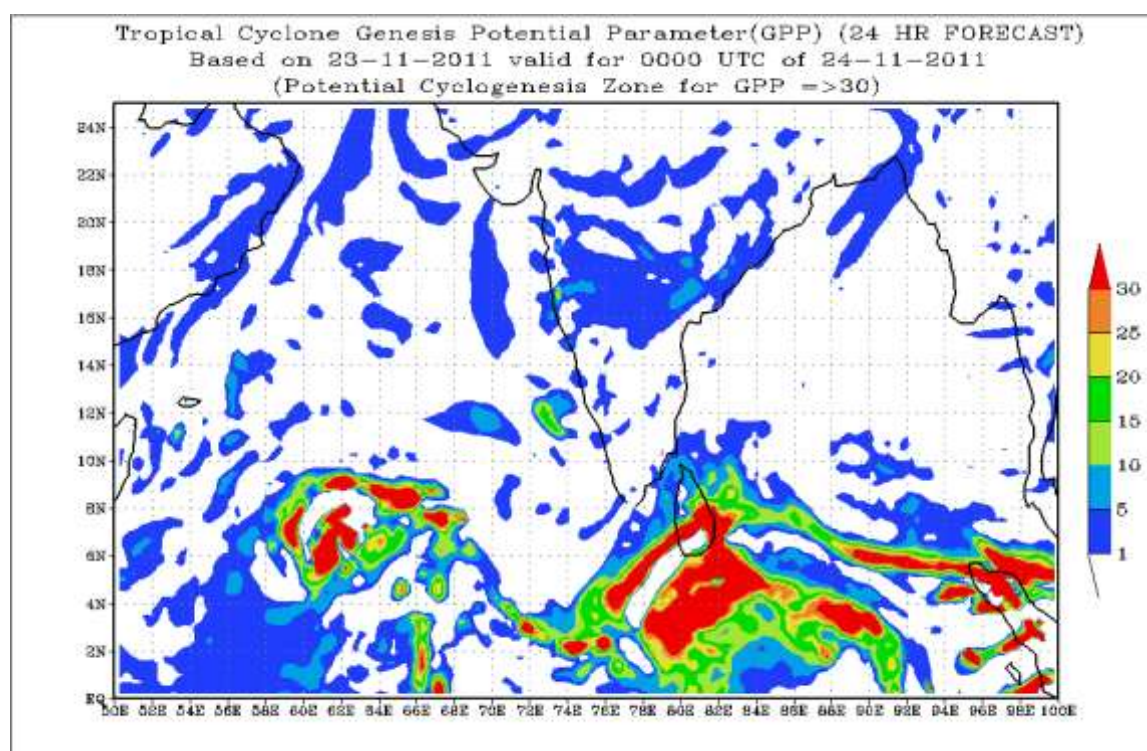 Tropical Cyclone Genesis Potential Parameter(GPP) (24 HR FORECAST)
Based on 23-11-2011 valid for 0000 UTC of 24-11-2011
(Potential Cyclogenesis Zone for GPP =>30)
24N
22N
20N
18N
16N
14N
12N
10N
8N
6N
4N
2N
EQ
30
25
20
15
10
5
1
50E 52E 54E 56E 58E 60E 62E 64E 66E 68E 70E 72E 74E 76E 78E 80E 82E 84E 86E 88E 90E 92E 94E 96E 98E 100E